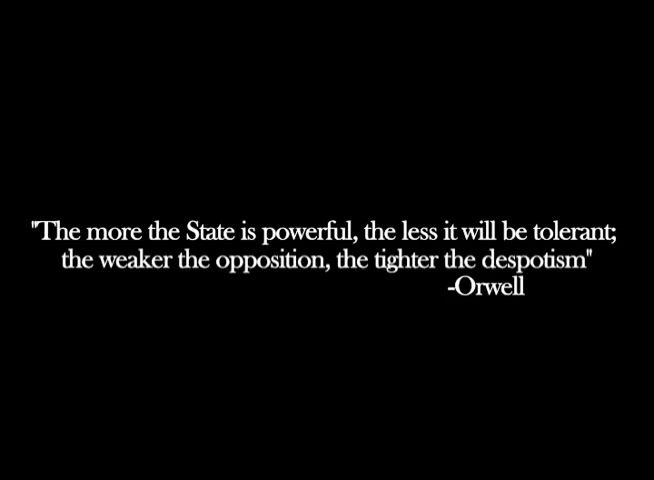 "The more the State is powerful, the less it will be tolerant;
the weaker the opposition, the tighter the despotism"
-Orwell